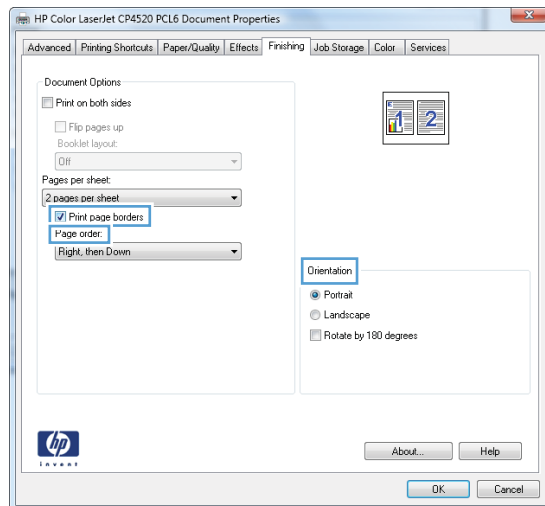 HP Color LaserJet CP4520 PCL6 Document Properties
Advanced Printing Shortcuts Paper/Quality Effects Finishing Job Storage Color Services
Document Options
Print on both sides
Flip pages up
Booklet layout:
Off
Pages per sheet:
2 pages per sheet
Print page borders
Page order:
Right, then Down
1 2
Orientation
Portrait
Landscape
Rotate by 180 degrees
hp
invent
About... Help
OK Cancel